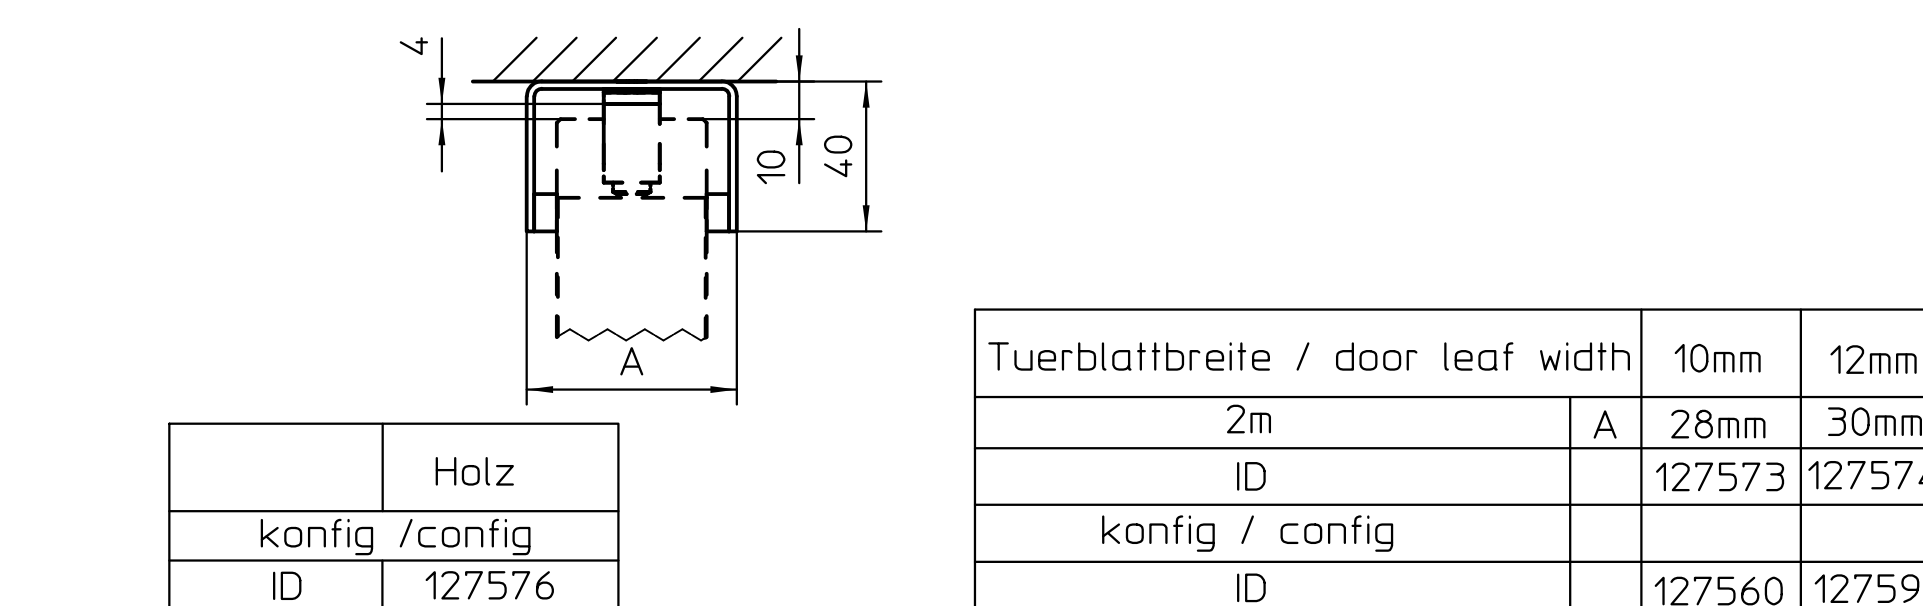 4
10
40
A
Tuerblattbreite / door leaf width 10mm 12mm
2m A 28mm 30mm
ID 127573
konfig / config
ID 127560
Holz
konfig /config
ID 127576